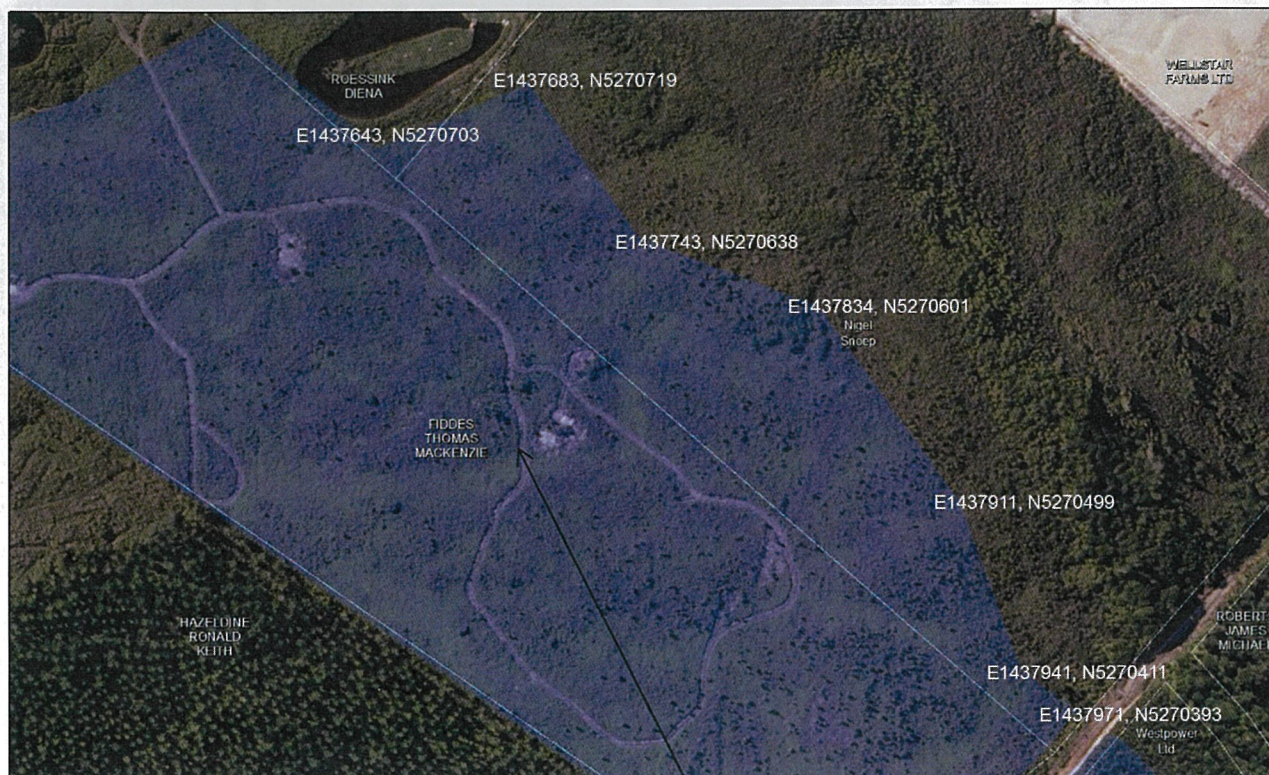 ROESSINK
DIENA
E1437683, N5270719
WELLSTAR
FARMS LTD
E1437643, N5270703
E1437743, N5270638
E1437834, N5270601
Nigel
Snoep
FIDDES
THOMAS
MACKENZIE
E1437911, N5270499
HAZELDINE
RONALD
KEITH
ROBERT
JAMES
MICHAEL
E1437941, N5270411
E1437971, N5270393
Westpower
Ltd